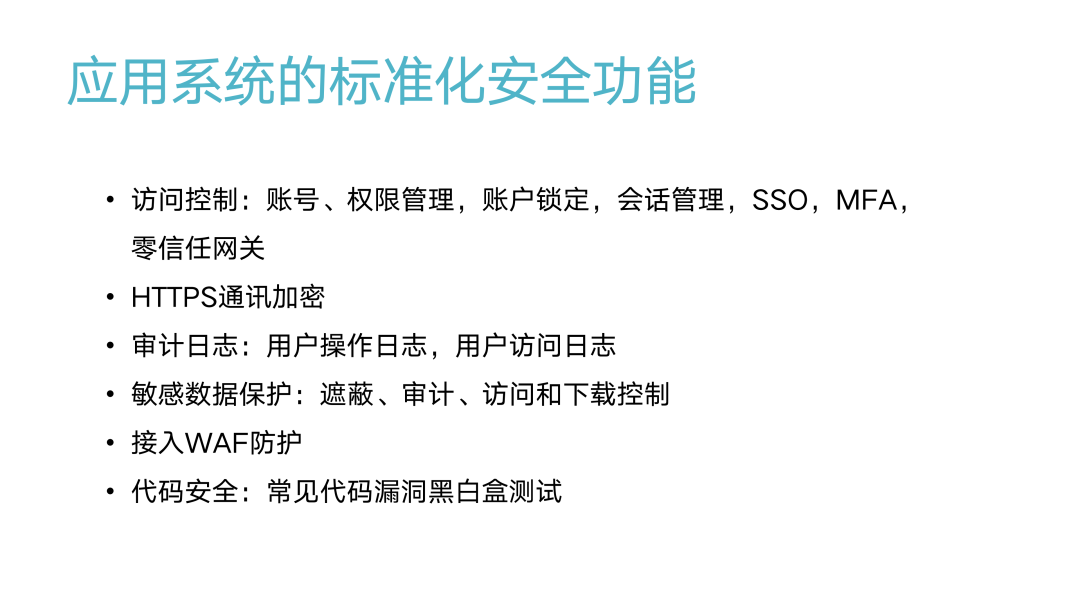 应用系统的标准化安全功能
• 访问控制：账号、权限管理，账户锁定，会话管理，SSO，MFA，
零信任网关
• HTTPS通讯加密
• 审计日志：用户操作日志，用户访问日志
• 敏感数据保护：遮蔽、审计、访问和下载控制
• 接入WAF防护
• 代码安全：常见代码漏洞黑白盒测试